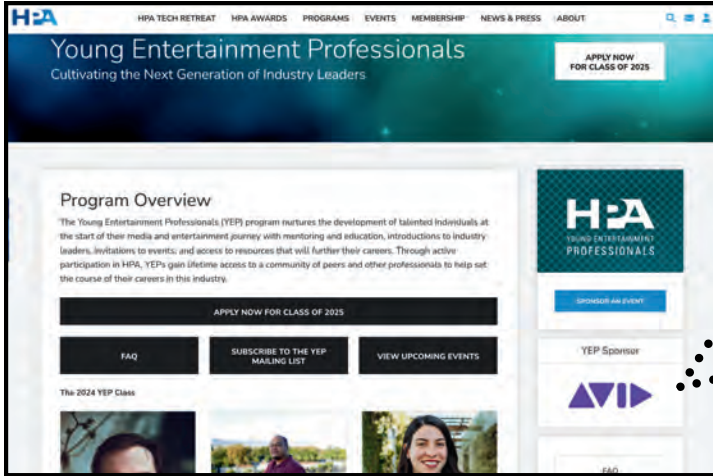 HPA
HPA TECH RETREAT HPA AWARDS PROGRAMS EVENTS MEMBERSHIP NEWS & PRESS ABOUT
Young Entertainment Professionals
Cultivating the Next Generation of Industry Leaders
APPLY NOW
FOR CLASS OF 2025
Program Overview
The Young Entertainment Professionals (YEP) program nurtures the development of talented individuals at
the start of their media and entertainment journey with mentoring and education, introductions to industry
leaders, invitations to events, and access to resources that will further their careers. Through active
participation in HPA, YEPs gain lifetime access to a community of peers and other professionals to help set
the course of their careers in this industry.
APPLY NOW FOR CLASS OF 2025
FAQ
SUBSCRIBE TO THE YEP
MAILING LIST
VIEW UPCOMING EVENTS
The 2024 YEP Class
HPA
YOUNG ENTERTAINMENT
PROFESSIONALS
SPONSOR AN EVENT
YEP Sponsor
AVID
FAQ